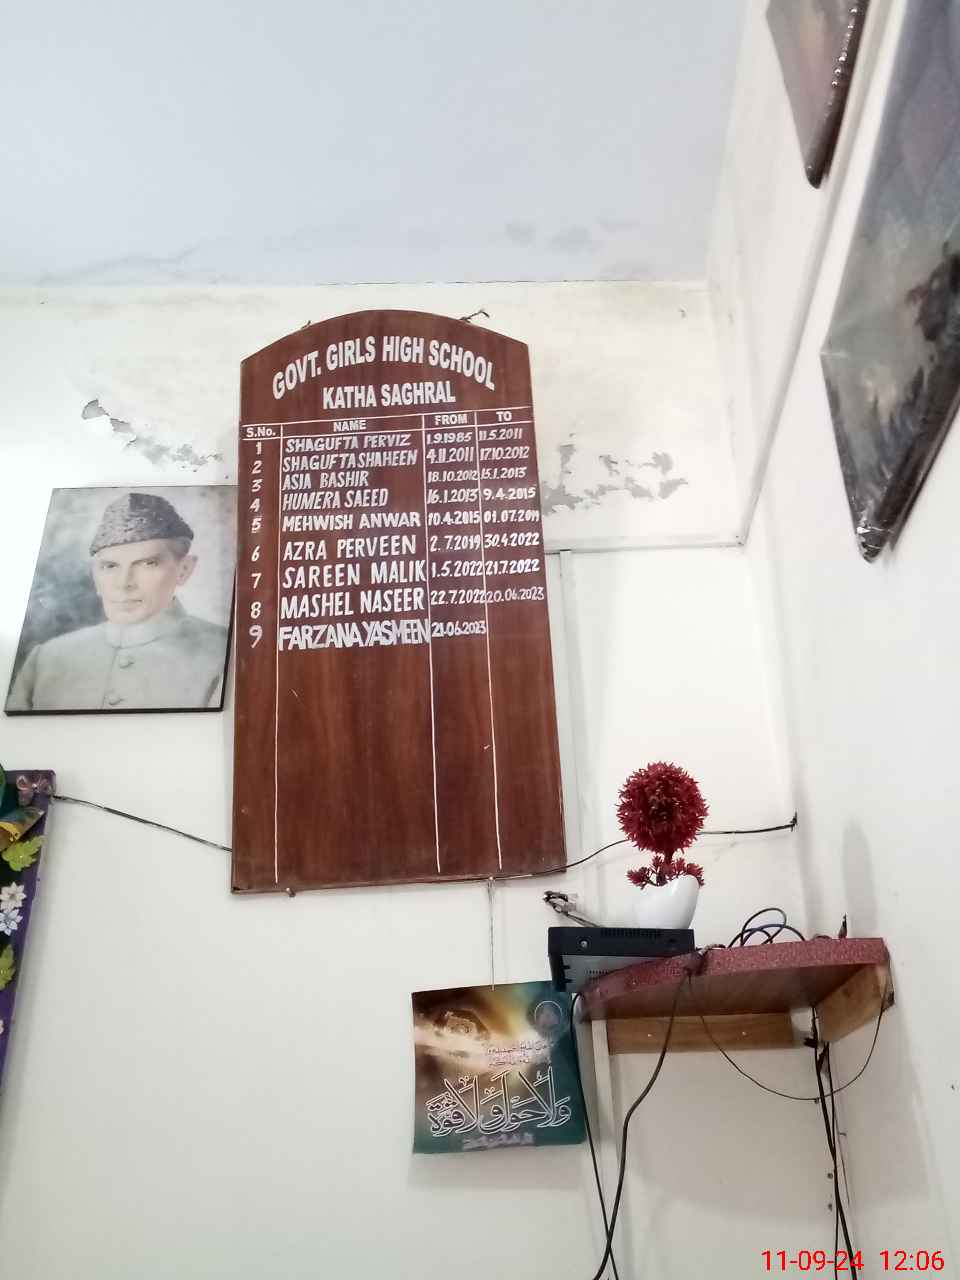 GOVT. GIRLS HIGH SCHOOL
KATHA SAGHRAL
S.No. NAME FROM TO
1 SHAGUFTA PERVIZ 1.9.1985 11.5.2011
2 SHAGUFTA SHAHEEN 4.11.2011 17.10.2012
3 ASIA BASHIR 18.10.2012 15.1.2013
4 HUMERA SAEED 16.1.2013 9.4.2015
5 MEHWISH ANWAR 10.4.2015 01.07.2019
6 AZRA PERVEEN 2.7.2019 30.4.2022
7 SAREEN MALIK 1.5.2022 21.7.2022
8 MASHEL NASEER 22.7.2022 20.06.2023
9 FARZANA YASMEEN 21.06.2023
وَلَا حَوْلَ وَلَا قُوَّةَ
11-09-24 12:06